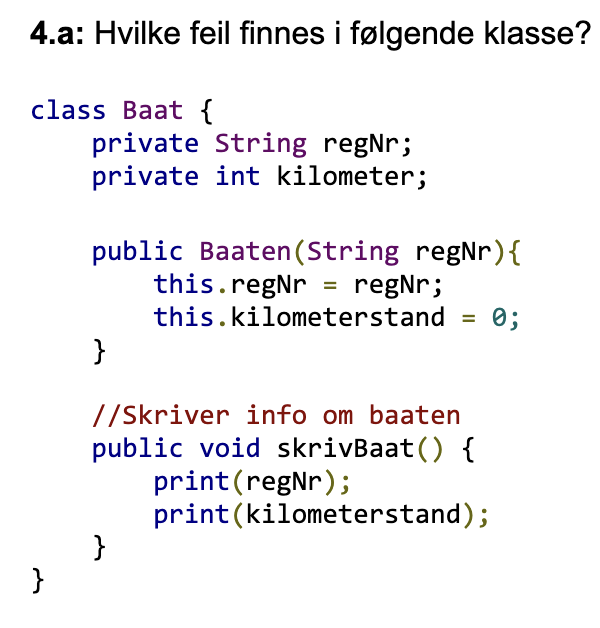 4.a: Hvilke feil finnes i følgende klasse?
class Baat {
    private String regNr;
    private int kilometer;
    public Baaten(String regNr){
        this.regNr = regNr;
        this.kilometerstand = 0;
    }
    //Skriver info om baaten
    public void skrivBaat() {
        print(regNr);
        print(kilometerstand);
    }
}